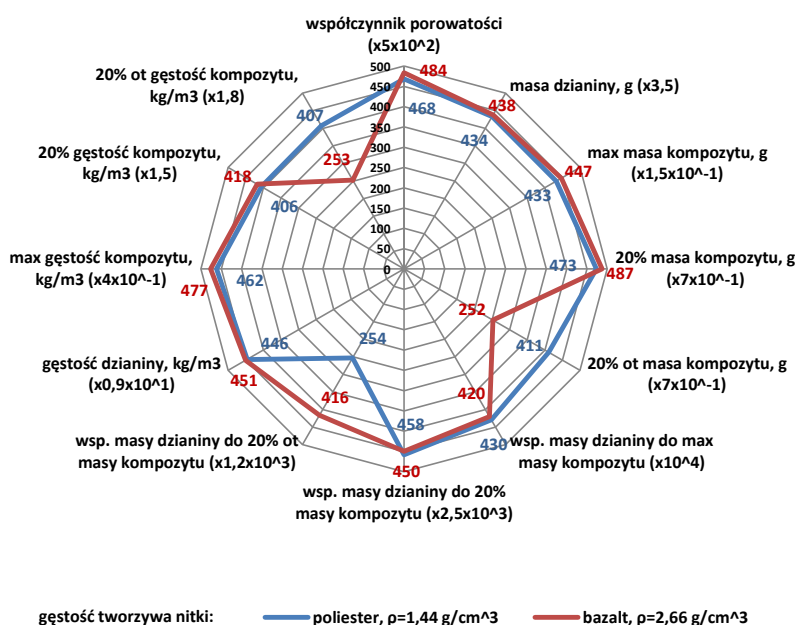 współczynnik porowatości
(x5x10^2)
20% ot gęstość kompozytu,
kg/m3 (x1,8)
masa dzianiny, g (x3,5)
500
450
400
350
300
250
200
150
100
50
0
484
468
438
434
407
253
20% gęstość kompozytu,
kg/m3 (x1,5)
max masa kompozytu, g
(x1,5x10^-1)
418
406
447
433
max gęstość kompozytu,
kg/m3 (x4x10^-1)
20% masa kompozytu, g
(x7x10^-1)
477
462
473
487
gęstość dzianiny, kg/m3
(x0,9x10^1)
20% ot masa kompozytu, g
(x7x10^-1)
451
446
252
411
254
416
420
430
458
450
wsp. masy dzianiny do 20% ot
masy kompozytu (x1,2x10^3)
wsp. masy dzianiny do max
masy kompozytu (x10^4)
wsp. masy dzianiny do 20%
masy kompozytu (x2,5x10^3)
gęstość tworzywa nitki: poliester, ρ=1,44 g/cm^3 bazalt, ρ=2,66 g/cm^3